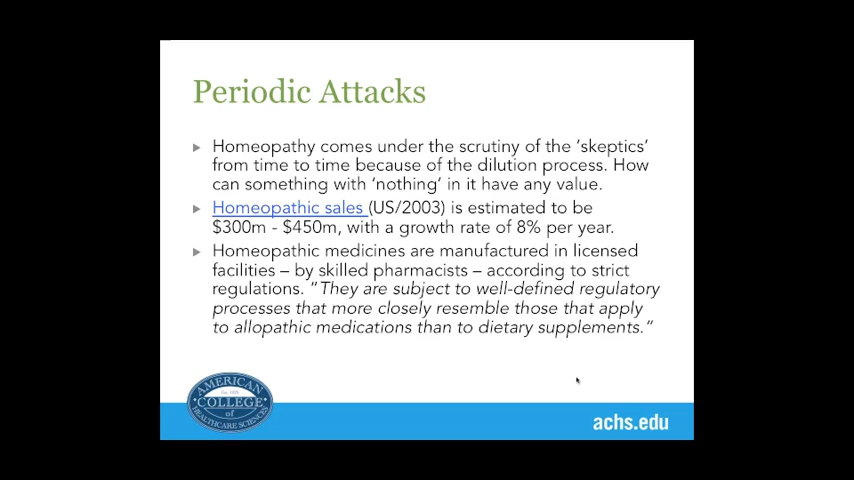 Periodic Attacks
Homeopathy comes under the scrutiny of the 'skeptics'
from time to time because of the dilution process. How
can something with 'nothing' in it have any value.
Homeopathic sales (US/2003) is estimated to be
$300m - $450m, with a growth rate of 8% per year.
Homeopathic medicines are manufactured in licensed
facilities – by skilled pharmacists – according to strict
regulations. "They are subject to well-defined regulatory
processes that more closely resemble those that apply
to allopathic medications than to dietary supplements."
AMERICAN
COLLEGE
of
HEALTHCARE SCIENCES
achs.edu